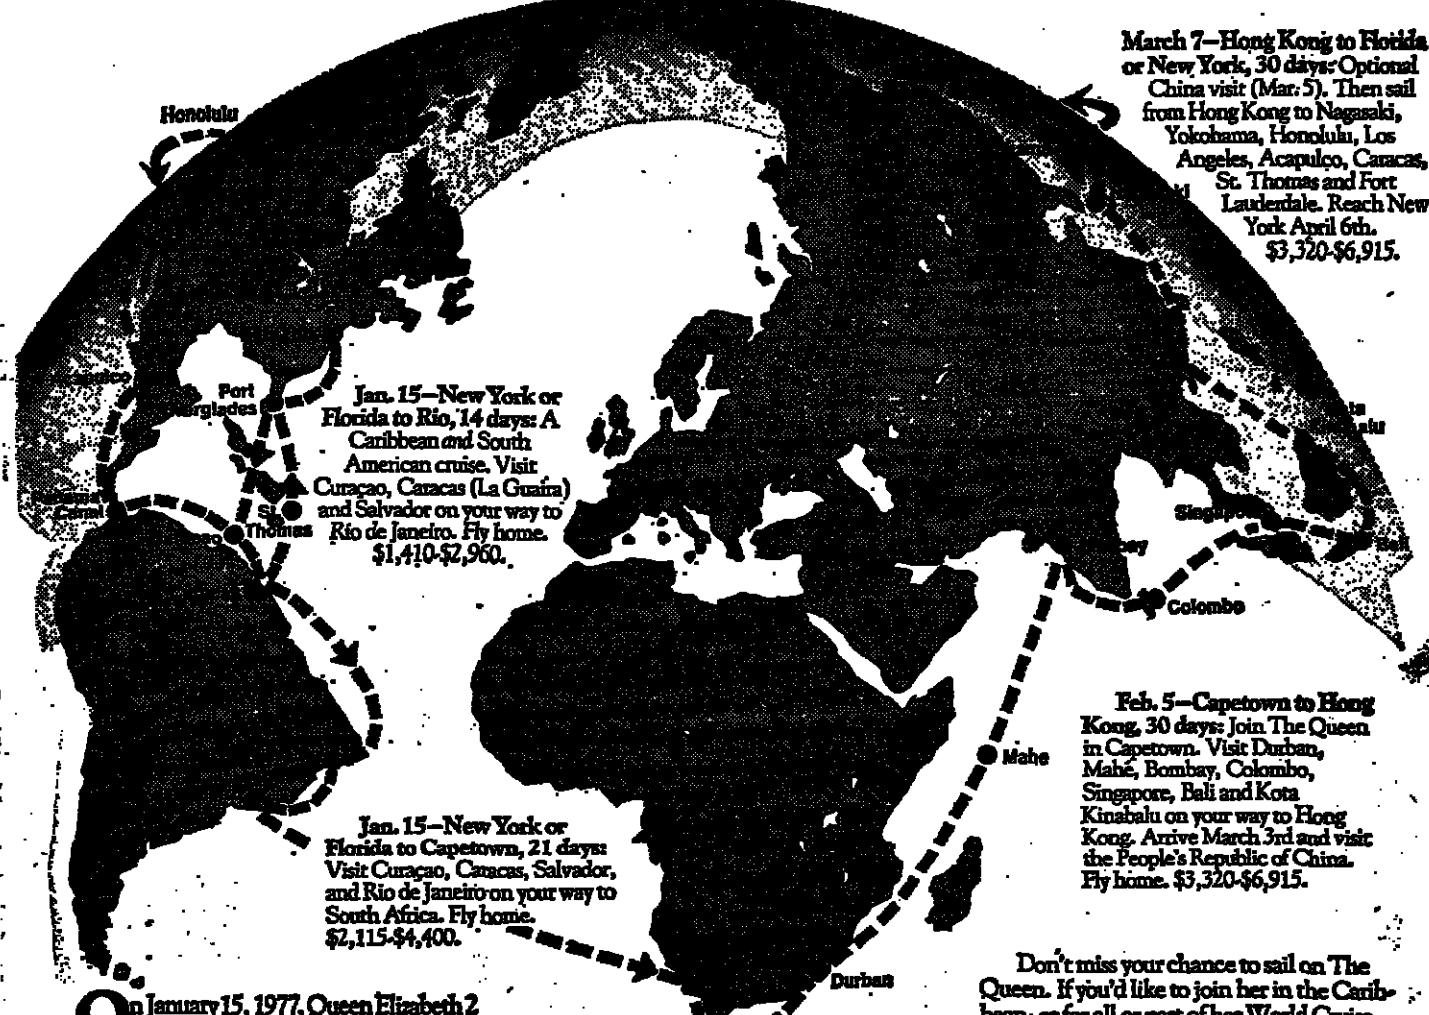 March 7—Hong Kong to Florida
or New York, 30 days: Optional
China visit (Mar. 5). Then sail
from Hong Kong to Nagasaki,
Yokohama, Honolulu, Los
Angeles, Acapulco, Caracas,
St. Thomas and Fort
Lauderdale. Reach New
York April 6th.
$3,320-$6,915.
Honolulu
Port
Everglades
Jan. 15—New York or
Florida to Rio, 14 days: A
Caribbean and South
American cruise. Visit
Curaçao, Caracas (La Guaira)
and Salvador on your way to
Rio de Janeiro. Fly home.
$1,410-$2,960.
Canal
St.
Thomas
Singapore
Colombo
Mahe
Feb. 5—Capetown to Hong
Kong, 30 days: Join The Queen
in Capetown. Visit Durban,
Mahé, Bombay, Colombo,
Singapore, Bali and Kota
Kinabalu on your way to Hong
Kong. Arrive March 3rd and visit
the People's Republic of China.
Fly home. $3,320-$6,915.
Jan. 15—New York or
Florida to Capetown, 21 days:
Visit Curaçao, Caracas, Salvador,
and Rio de Janeiro on your way to
South Africa. Fly home.
$2,115-$4,400.
Durban
On January 15, 1977, Queen Elizabeth 2
Don't miss your chance to sail on The
Queen. If you'd like to join her in the Carib-